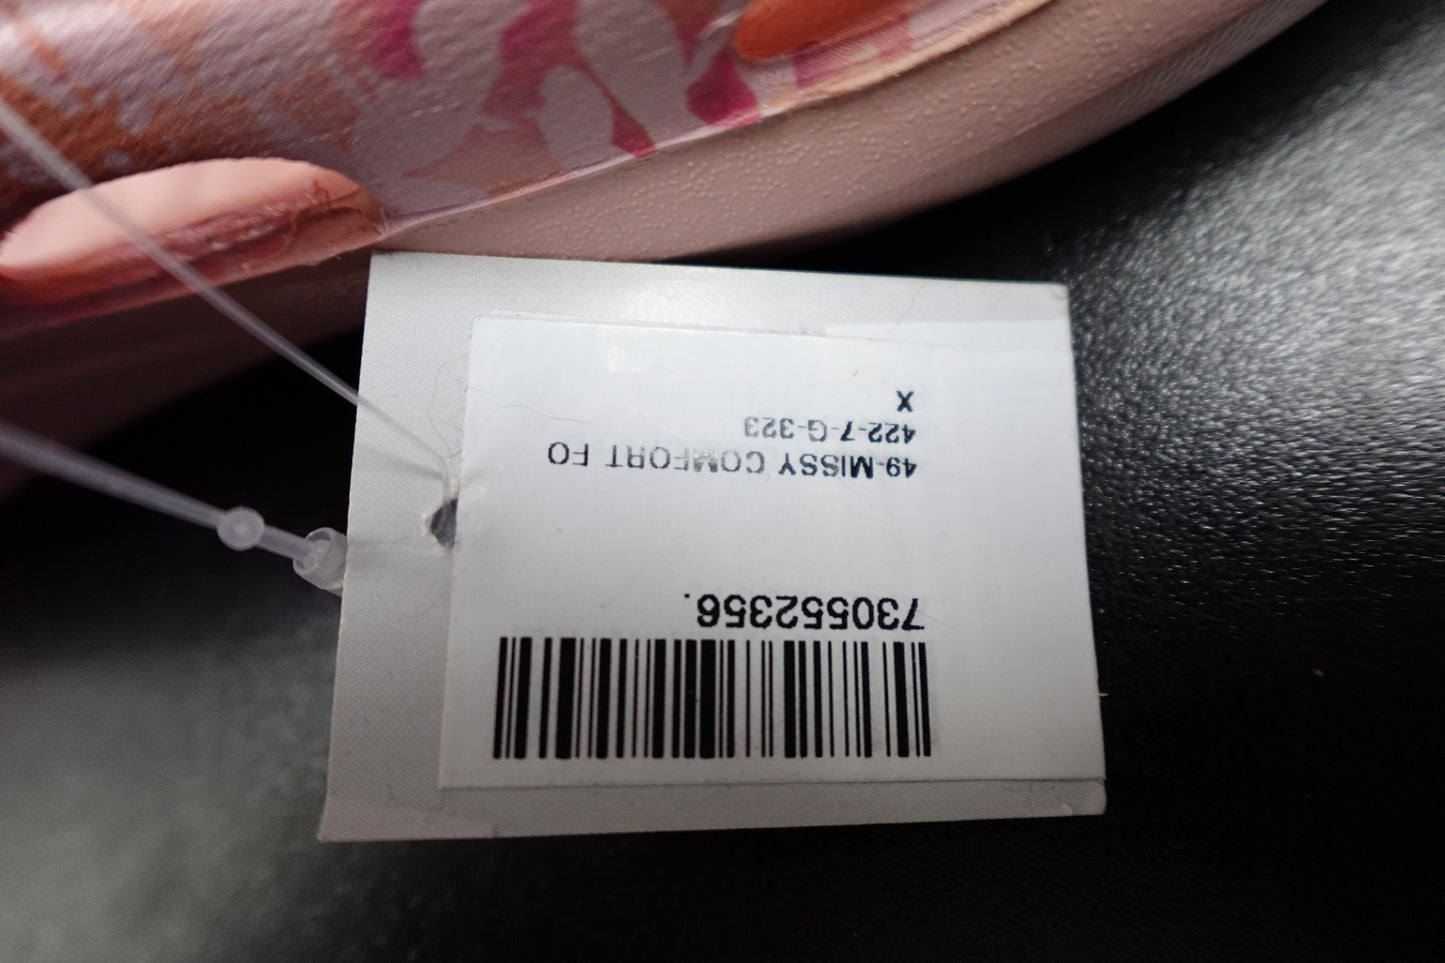 730552356.
49-MISSY COMFORT FO
422-7-G-323
X